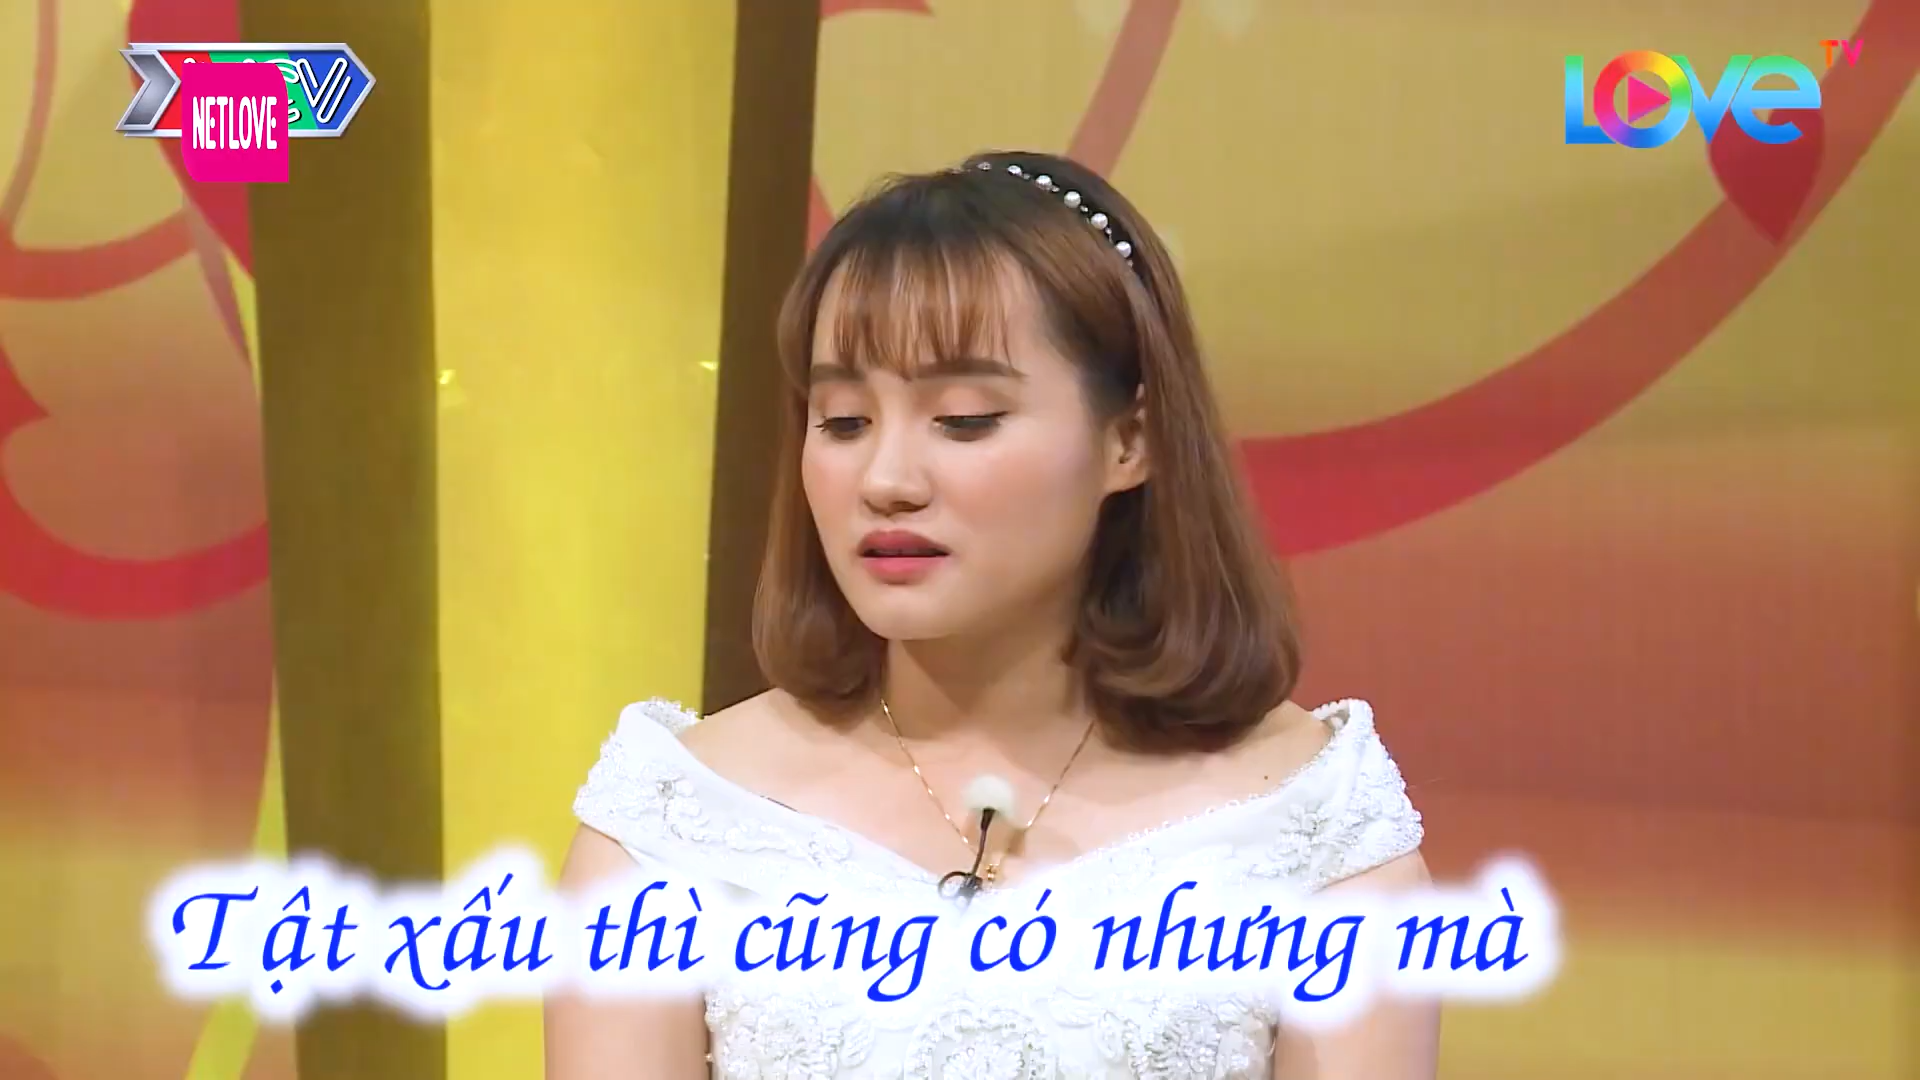 NETLOVE
LOVE TV
Tật xấu thì cũng có nhưng mà